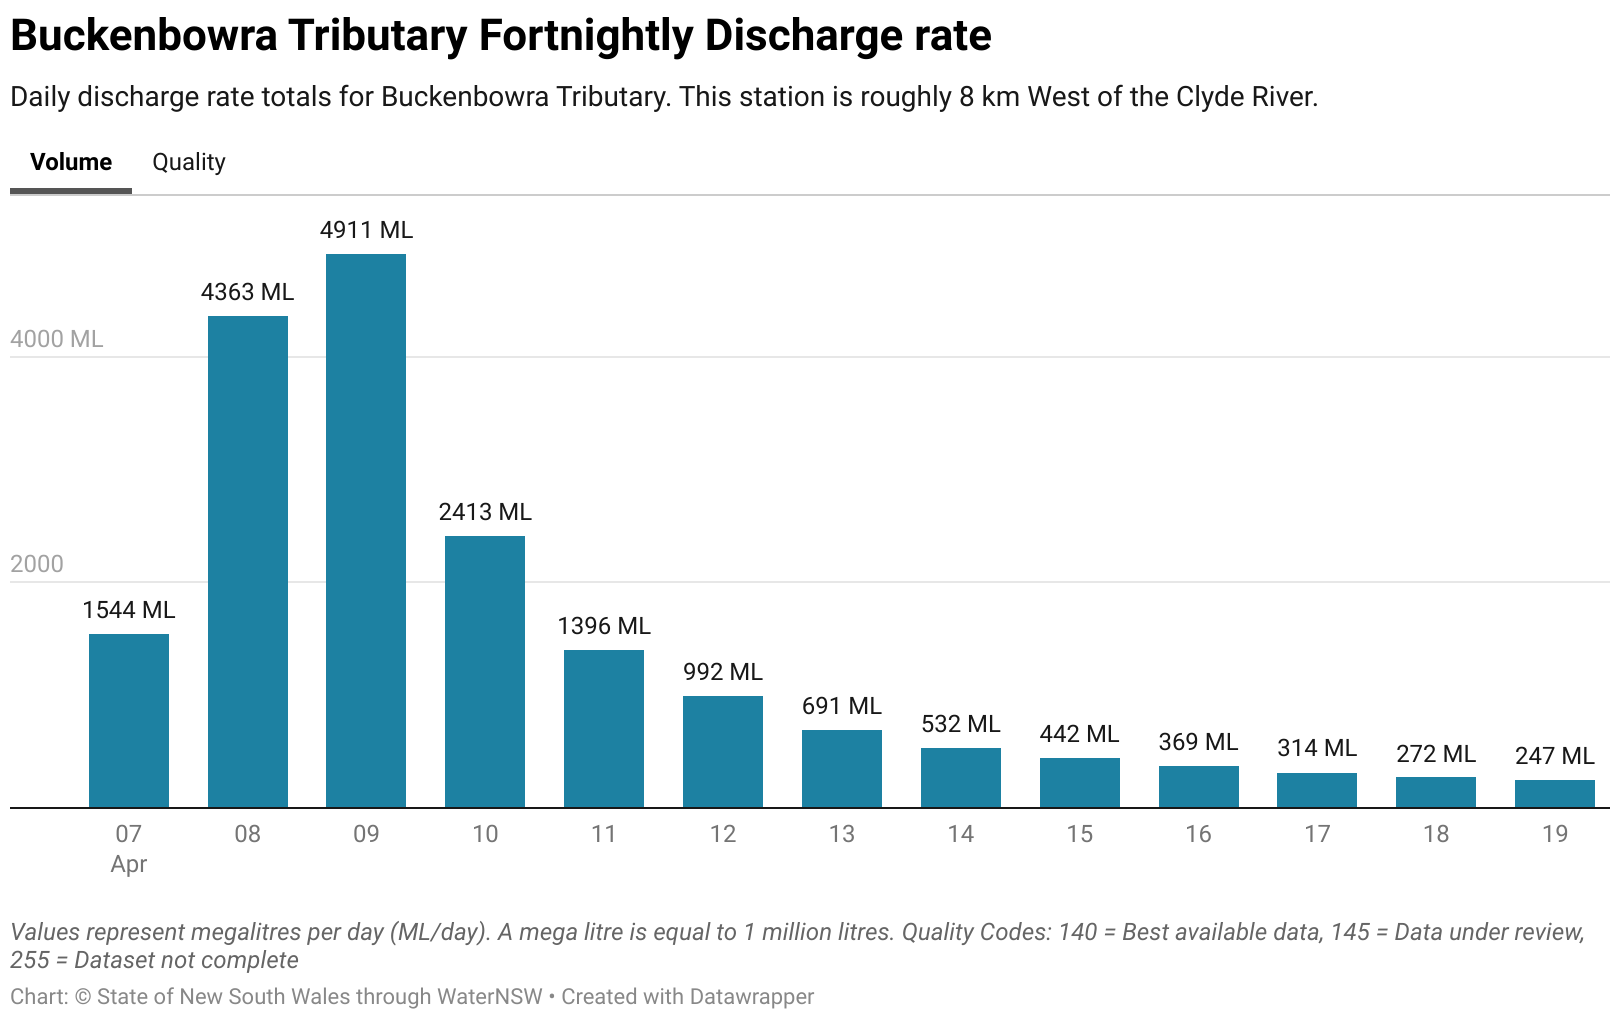 Buckenbowra Tributary Fortnightly Discharge rate
Daily discharge rate totals for Buckenbowra Tributary. This station is roughly 8 km West of the Clyde River.
Volume Quality
4911 ML
4363 ML
4000 ML
2413 ML
2000
1544 ML
1396 ML
992 ML
691 ML
532 ML
442 ML
369 ML
314 ML
272 ML
247 ML
07 08 09 10 11 12 13 14 15 16 17 18 19
Apr
Values represent megalitres per day (ML/day). A mega litre is equal to 1 million litres. Quality Codes: 140 = Best available data, 145 = Data under review,
255 = Dataset not complete
Chart: © State of New South Wales through WaterNSW • Created with Datawrapper